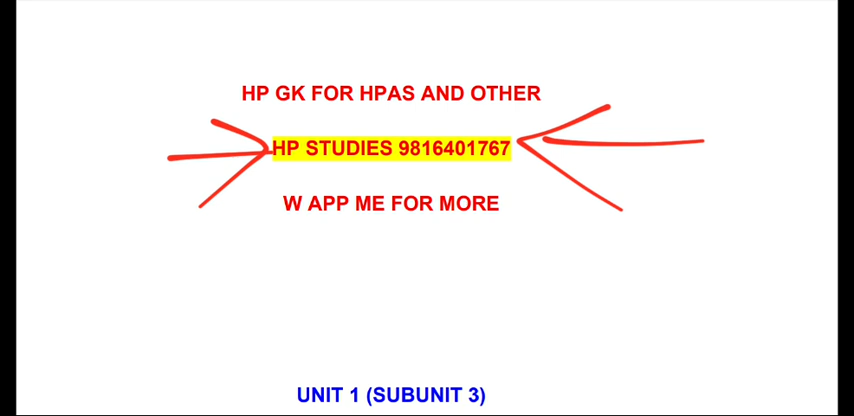 HP GK FOR HPAS AND OTHER
HP STUDIES 9816401767
W APP ME FOR MORE
UNIT 1 (SUBUNIT 3)